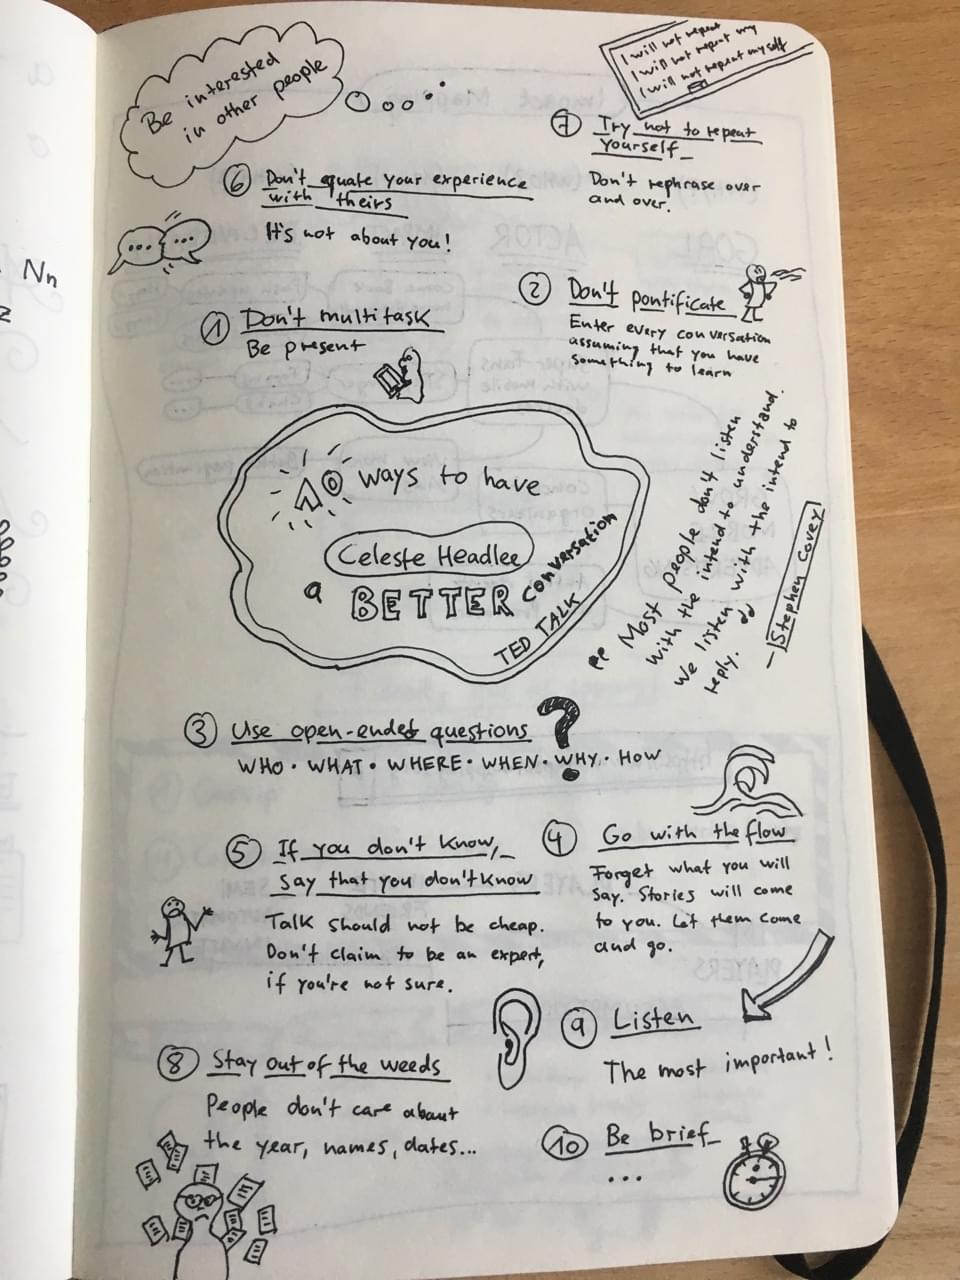 Be interested
in other people
I will not repeat
I will not repeat my
I will not repeat myself
7 Try not to repeat
yourself
Don't rephrase over
and over.
6 Don't equate your experience
with theirs
It's not about you!
Nn
2 Don't pontificate
Enter every conversation
assuming that you have
something to learn
1 Don't multitask
Be present
10 ways to have
Celeste Headlee
a BETTER conversation
TED TALK
"Most people don't listen
with the intend to understand.
We listen with the intend to
reply."
- Stephen Covey
3 Use open-ended questions ?
WHO · WHAT · WHERE · WHEN · WHY · HOW
5 If you don't know,
say that you don't know
Talk should not be cheap.
Don't claim to be an expert,
if you're not sure.
4 Go with the flow
Forget what you will
say. Stories will come
to you. Let them come
and go.
9 Listen
The most important!
8 Stay out of the weeds
People don't care about
the year, names, dates...
10 Be brief
...